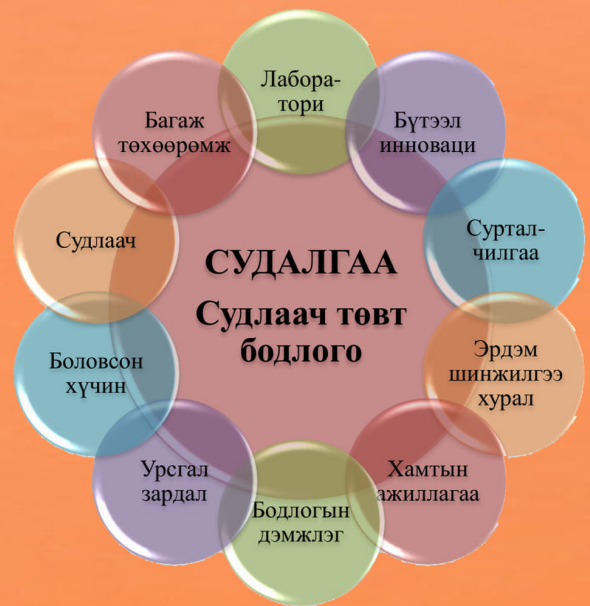 Лабора-
тори
Бүтээл
инноваци
Суртал-
чилгаа
Эрдэм
шинжилгээ
хурал
Хамтын
ажиллагаа
Бодлогын
дэмжлэг
Урсгал
зардал
Боловсон
хүчин
Судлаач
Багаж
төхөөрөмж
СУДАЛГАА
Судлаач төвт
бодлого